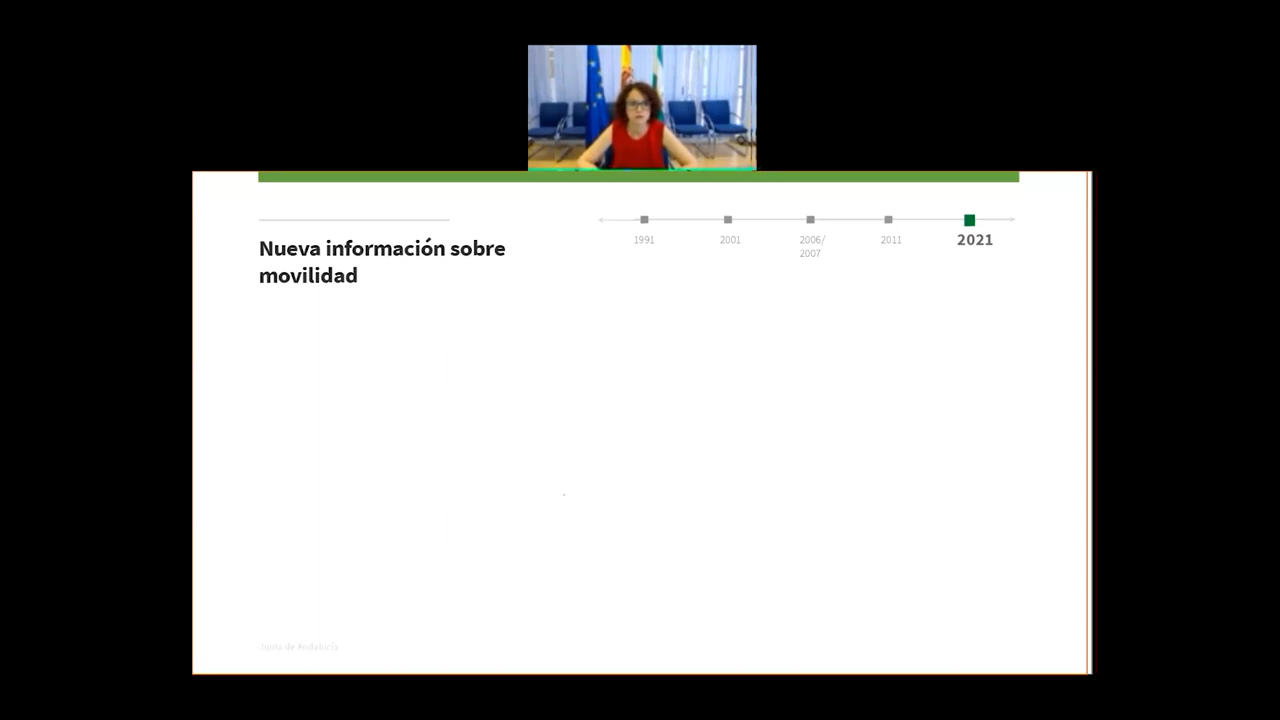 Nueva información sobre
movilidad
1991
2001
2006/
2007
2011
2021
Junta de Andalucía